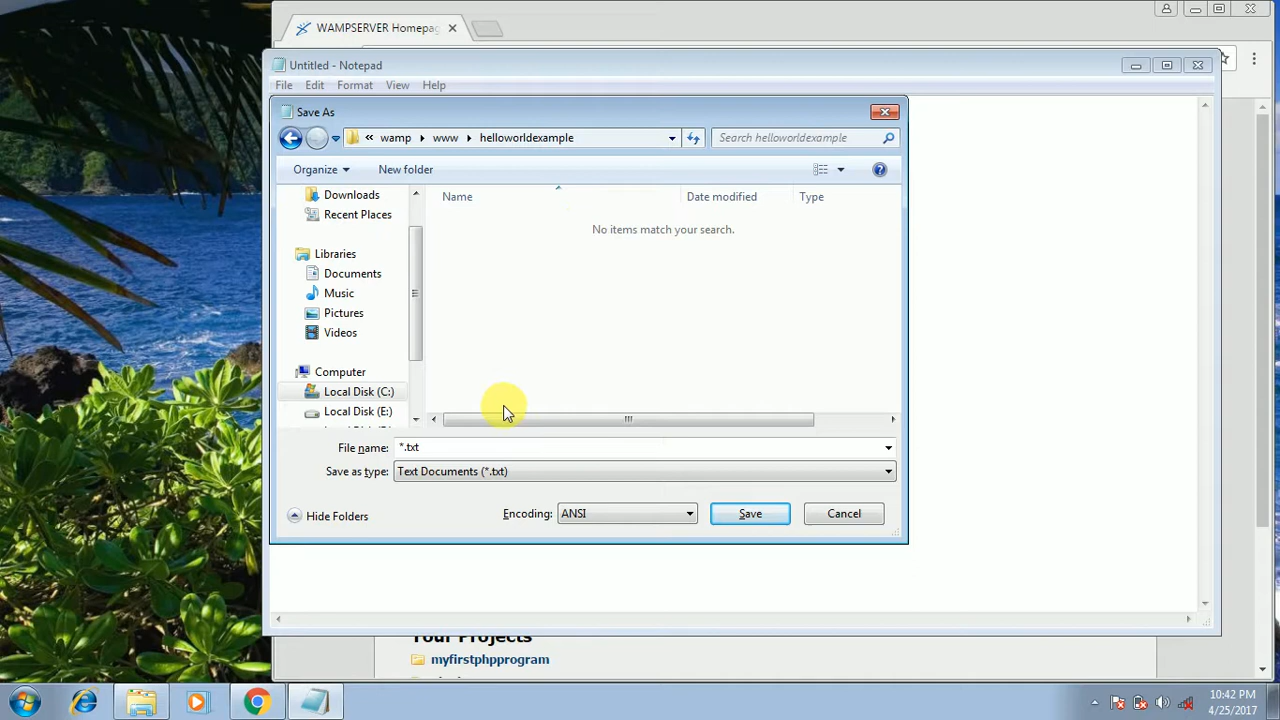 WAMPSERVER Homepag
Untitled - Notepad
File Edit Format View Help
Save As
« wamp www helloworldexample
Search helloworldexample
Organize New folder
Name Date modified Type
No items match your search.
Downloads
Recent Places
Libraries
Documents
Music
Pictures
Videos
Computer
Local Disk (C:)
Local Disk (E:)
File name: *.txt
Save as type: Text Documents (*.txt)
Hide Folders Encoding: ANSI Save Cancel
Your Projects
myfirstphpprogram
10:42 PM
4/25/2017